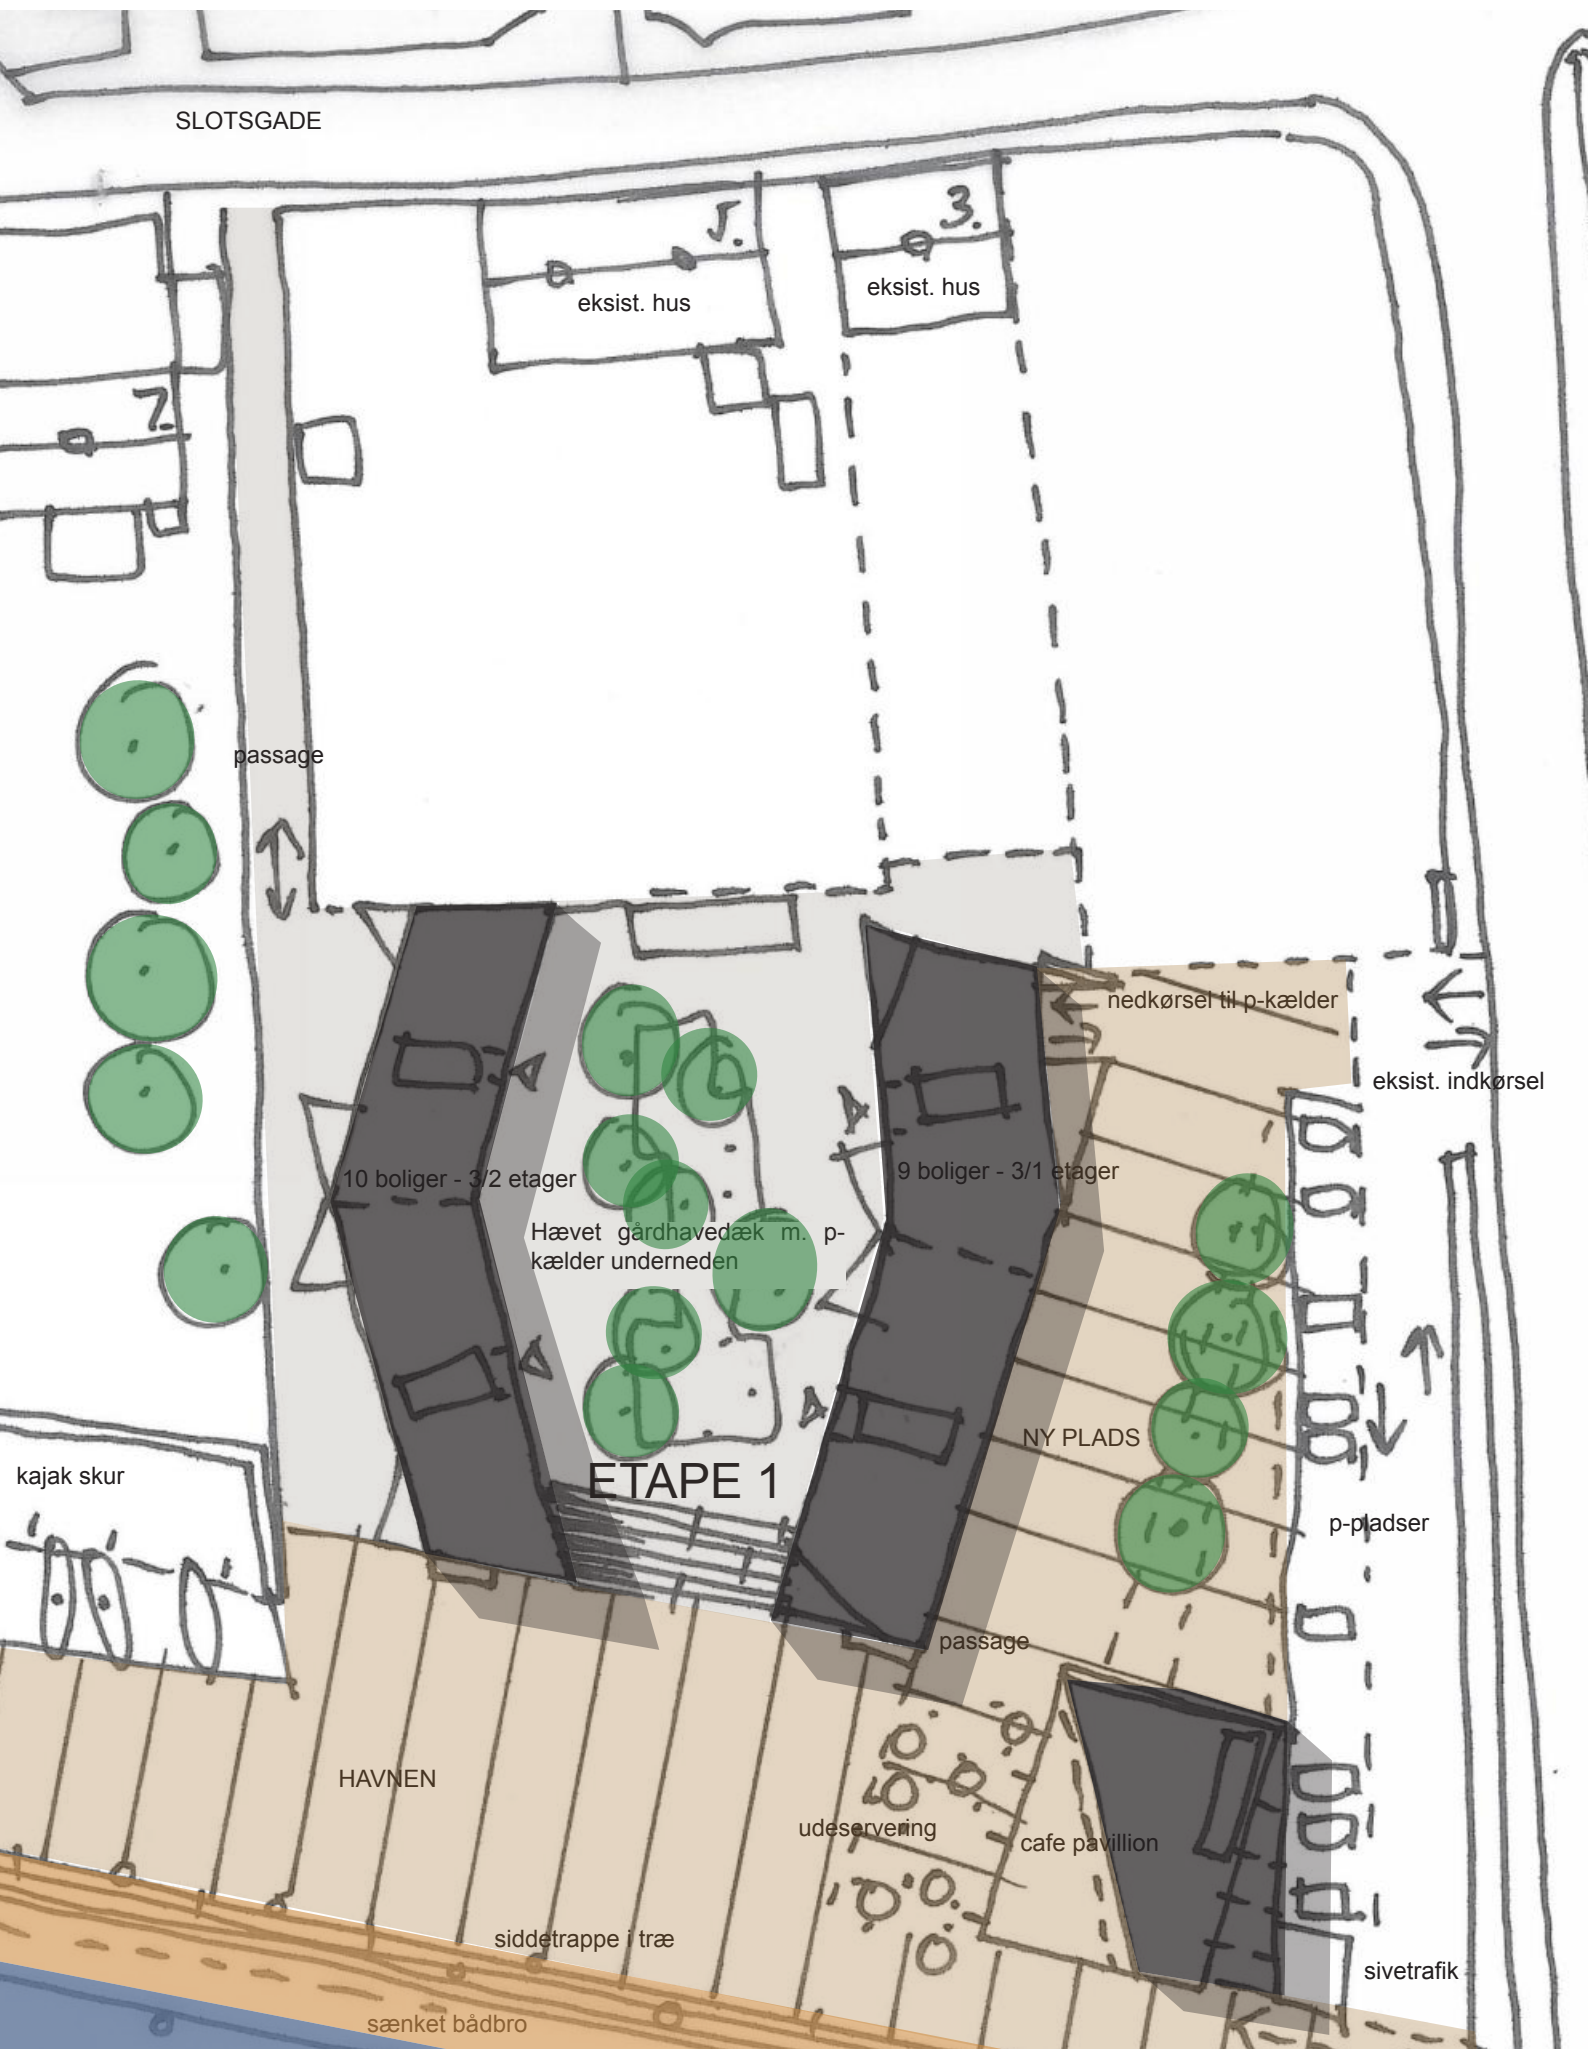 SLOTSGADE
5.
3.
eksist. hus
eksist. hus
7.
passage
nedkørsel til p-kælder
eksist. indkørsel
10 boliger - 3/2 etager
9 boliger - 3/1 etager
Hævet gårdhavedæk m. p-
kælder underneden
NY PLADS
kajak skur
ETAPE 1
p-pladser
passage
HAVNEN
udeservering
cafe pavillion
siddetrappe i træ
sivetrafik
sænket bådbro